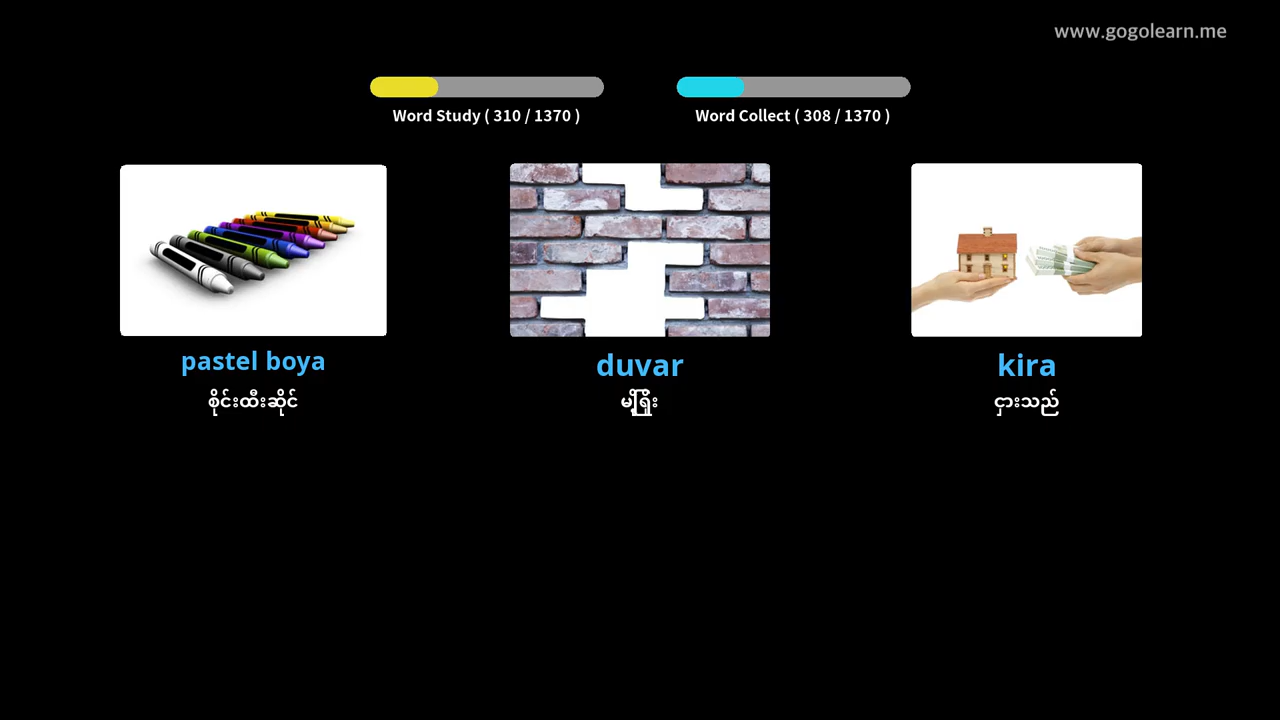 www.gogolearn.me
Word Study ( 310 / 1370 )
Word Collect ( 308 / 1370 )
pastel boya
duvar
kira
စိုင်းထီးဆိုင်
ငှားသည်